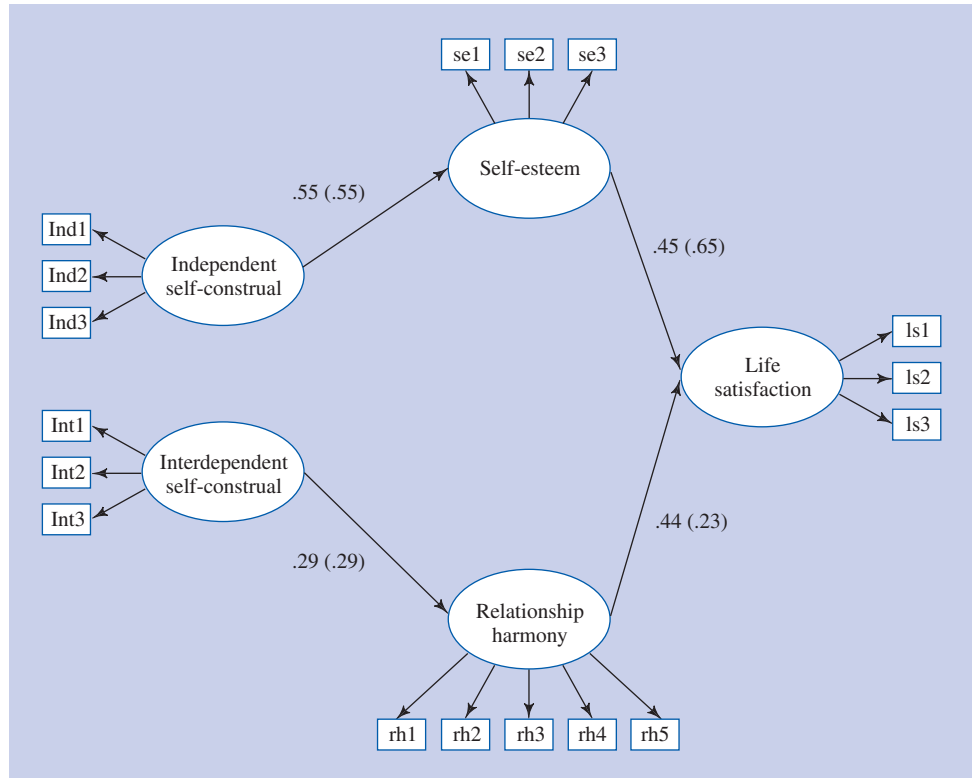 se1 se2 se3
Self-esteem
.55 (.55)
Ind1
Ind2
Ind3
Independent
self-construal
.45 (.65)
Life
satisfaction
ls1
ls2
ls3
Int1
Int2
Int3
Interdependent
self-construal
.44 (.23)
.29 (.29)
Relationship
harmony
rh1 rh2 rh3 rh4 rh5